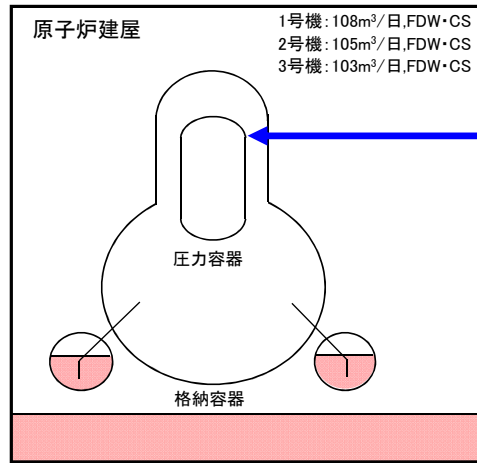 原子炉建屋
1号機:108m³/日,FDW・CS
2号機:105m³/日,FDW・CS
3号機:103m³/日,FDW・CS
圧力容器
格納容器